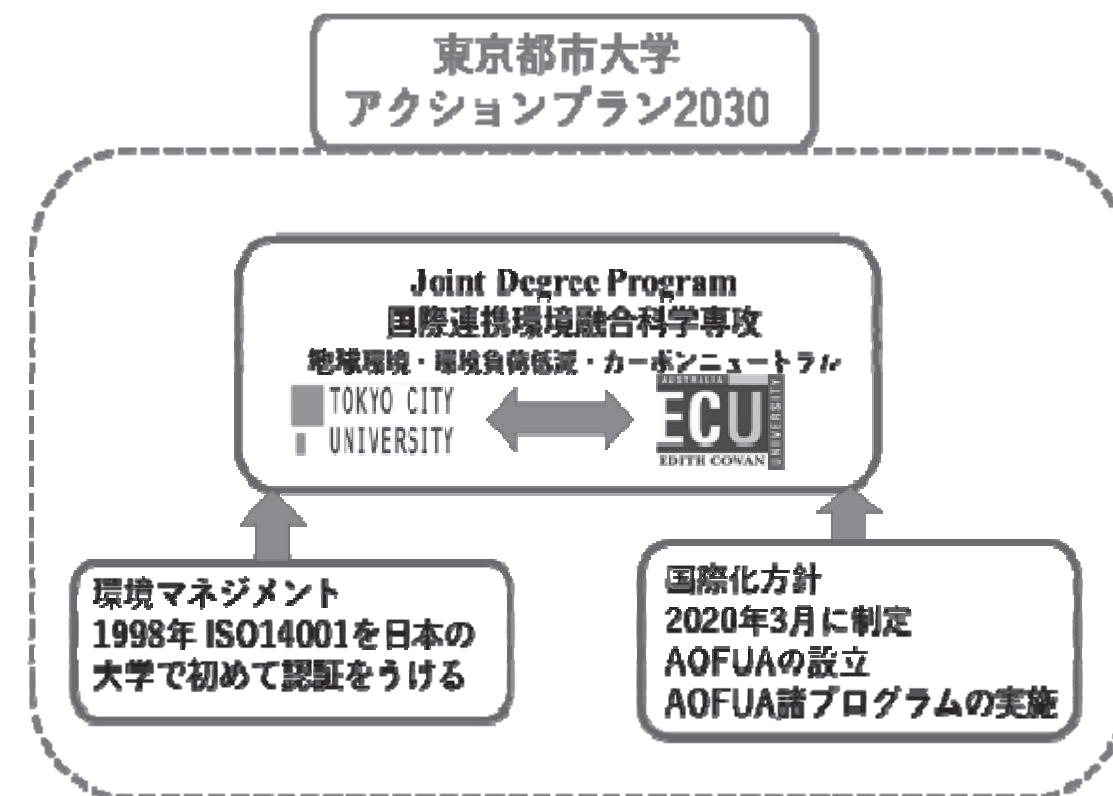 東京都市大学
アクションプラン2030
Joint Degree Program
国際連携環境融合科学専攻
地球環境・環境負荷低減・カーボンニュートラル
TOKYO CITY
UNIVERSITY
AUSTRALIA
ECU
EDITH COWAN
UNIVERSITY
環境マネジメント
1998年 ISO14001を日本の
大学で初めて認証をうける
国際化方針
2020年3月に制定
AOFUAの設立
AOFUA諸プログラムの実施